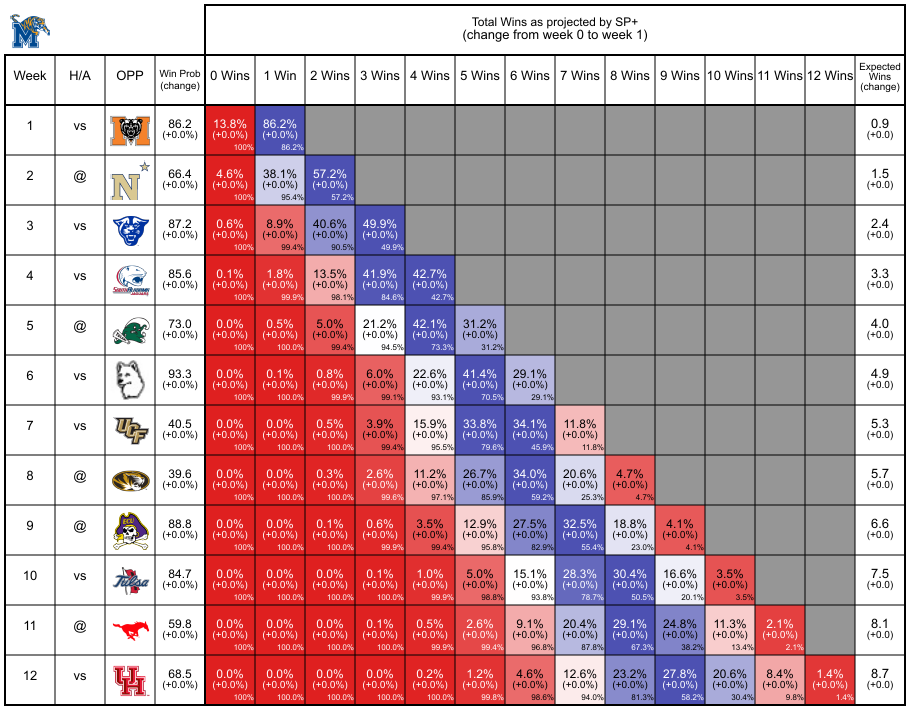 Total Wins as projected by SP+
(change from week 0 to week 1)
Week H/A OPP Win Prob (change) 0 Wins 1 Win 2 Wins 3 Wins 4 Wins 5 Wins 6 Wins 7 Wins 8 Wins 9 Wins 10 Wins 11 Wins 12 Wins Expected Wins (change)
1 vs 86.2 13.8% 86.2% 0.9
(+0.0%) (+0.0%) (+0.0%) (+0.0)
100% 86.2%
2 @ N 66.4 4.6% 38.1% 57.2% 1.5
(+0.0%) (+0.0%) (+0.0%) (+0.0%) (+0.0)
100% 95.4% 57.2%
3 vs 87.2 0.6% 8.9% 40.6% 49.9% 2.4
(+0.0%) (+0.0%) (+0.0%) (+0.0%) (+0.0%) (+0.0)
100% 99.4% 90.5% 49.9%
4 vs 85.6 0.1% 1.8% 13.5% 41.9% 42.7% 3.3
(+0.0%) (+0.0%) (+0.0%) (+0.0%) (+0.0%) (+0.0%) (+0.0)
100% 99.9% 98.1% 84.6% 42.7%
5 @ 73.0 0.0% 0.5% 5.0% 21.2% 42.1% 31.2% 4.0
(+0.0%) (+0.0%) (+0.0%) (+0.0%) (+0.0%) (+0.0%) (+0.0%) (+0.0)
100% 100.0% 99.4% 94.5% 73.3% 31.2%
6 vs 93.3 0.0% 0.1% 0.8% 6.0% 22.6% 41.4% 29.1% 4.9
(+0.0%) (+0.0%) (+0.0%) (+0.0%) (+0.0%) (+0.0%) (+0.0%) (+0.0%) (+0.0)
100% 100.0% 99.9% 99.1% 93.1% 70.5% 29.1%
7 vs UCF 40.5 0.0% 0.0% 0.5% 3.9% 15.9% 33.8% 34.1% 11.8% 5.3
(+0.0%) (+0.0%) (+0.0%) (+0.0%) (+0.0%) (+0.0%) (+0.0%) (+0.0%) (+0.0%) (+0.0)
100% 100.0% 100.0% 99.4% 95.5% 79.6% 45.9% 11.8%
8 @ 39.6 0.0% 0.0% 0.3% 2.6% 11.2% 26.7% 34.0% 20.6% 4.7% 5.7
(+0.0%) (+0.0%) (+0.0%) (+0.0%) (+0.0%) (+0.0%) (+0.0%) (+0.0%) (+0.0%) (+0.0%) (+0.0)
100% 100.0% 100.0% 99.6% 97.1% 85.9% 59.2% 25.3% 4.7%
9 @ ECU 88.8 0.0% 0.0% 0.1% 0.6% 3.5% 12.9% 27.5% 32.5% 18.8% 4.1% 6.6
(+0.0%) (+0.0%) (+0.0%) (+0.0%) (+0.0%) (+0.0%) (+0.0%) (+0.0%) (+0.0%) (+0.0%) (+0.0%) (+0.0)
100% 100.0% 100.0% 99.9% 99.4% 95.8% 82.9% 55.4% 23.0% 4.1%
10 vs Tulsa 84.7 0.0% 0.0% 0.0% 0.1% 1.0% 5.0% 15.1% 28.3% 30.4% 16.6% 3.5% 7.5
(+0.0%) (+0.0%) (+0.0%) (+0.0%) (+0.0%) (+0.0%) (+0.0%) (+0.0%) (+0.0%) (+0.0%) (+0.0%) (+0.0%) (+0.0)
100% 100.0% 100.0% 100.0% 99.9% 98.8% 93.8% 78.7% 50.5% 20.1% 3.5%
11 @ 59.8 0.0% 0.0% 0.0% 0.1% 0.5% 2.6% 9.1% 20.4% 29.1% 24.8% 11.3% 2.1% 8.1
(+0.0%) (+0.0%) (+0.0%) (+0.0%) (+0.0%) (+0.0%) (+0.0%) (+0.0%) (+0.0%) (+0.0%) (+0.0%) (+0.0%) (+0.0%) (+0.0)
100% 100.0% 100.0% 100.0% 99.9% 99.4% 96.8% 87.8% 67.3% 38.2% 13.4% 2.1%
12 vs UH 68.5 0.0% 0.0% 0.0% 0.0% 0.2% 1.2% 4.6% 12.6% 23.2% 27.8% 20.6% 8.4% 1.4% 8.7
(+0.0%) (+0.0%) (+0.0%) (+0.0%) (+0.0%) (+0.0%) (+0.0%) (+0.0%) (+0.0%) (+0.0%) (+0.0%) (+0.0%) (+0.0%) (+0.0%) (+0.0)
100% 100.0% 100.0% 100.0% 100.0% 99.8% 98.6% 94.0% 81.3% 58.2% 30.4% 9.8% 1.4%